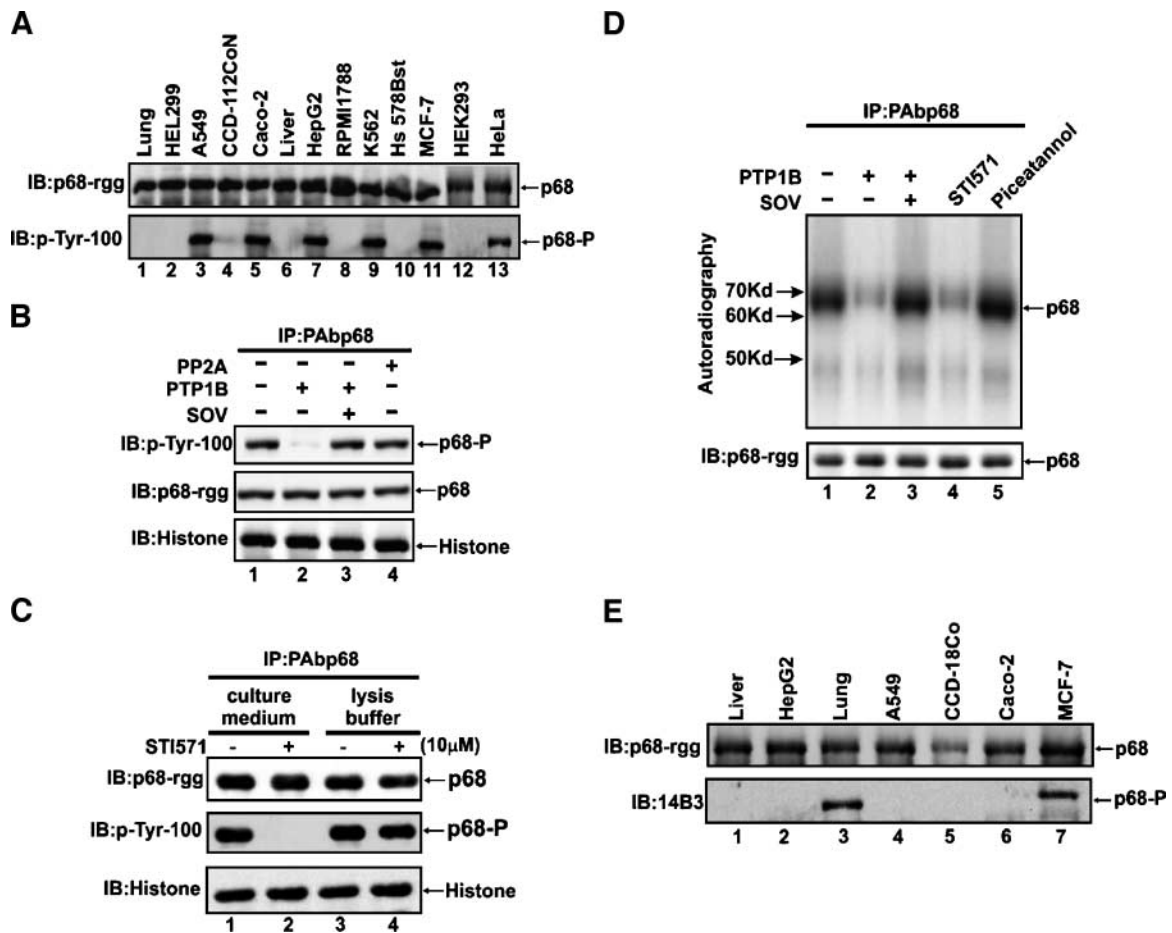 A
Lung HEL299 A549 CCD-112CoN Caco-2 Liver HepG2 RPMI1788 K562 Hs 578Bst MCF-7 HEK293 HeLa
IB:p68-rgg p68
IB:p-Tyr-100 p68-P
1 2 3 4 5 6 7 8 9 10 11 12 13
B
IP:PAbp68
PP2A - - - +
PTP1B - + + -
SOV - - + -
IB:p-Tyr-100 p68-P
IB:p68-rgg p68
IB:Histone Histone
1 2 3 4
C
IP:PAbp68
culture lysis
medium buffer
STI571 - + - + (10μM)
IB:p68-rgg p68
IB:p-Tyr-100 p68-P
IB:Histone Histone
1 2 3 4
D
IP:PAbp68
PTP1B - + + STI571 Piceatannol
SOV - - +
Autoradiography
70Kd
60Kd p68
50Kd
IB:p68-rgg p68
1 2 3 4 5
E
Liver HepG2 Lung A549 CCD-18Co Caco-2 MCF-7
IB:p68-rgg p68
IB:14B3 p68-P
1 2 3 4 5 6 7